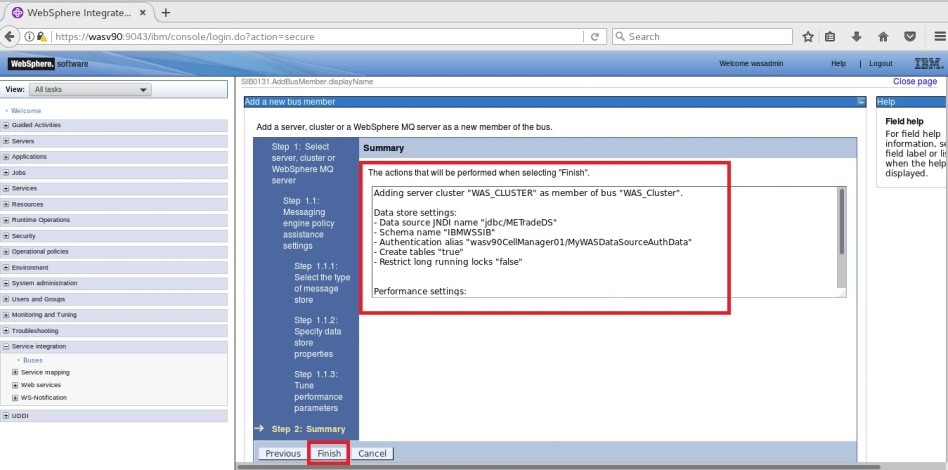 WebSphere Integrate...
https://wasv90:9043/ibm/console/login.do?action=secure
Search
WebSphere. software
Welcome wasadmin
Help
Logout
IBM.
View:
All tasks
SIB0131.AddBusMember.displayName
Close page
Welcome
Guided Activities
Servers
Applications
Jobs
Services
Resources
Runtime Operations
Security
Operational policies
Environment
System administration
Users and Groups
Monitoring and Tuning
Troubleshooting
Service integration
Buses
Service mapping
Web services
WS-Notification
UDDI
Add a new bus member
Add a server, cluster or a WebSphere MQ server as a new member of the bus.
Step 1: Select
server, cluster or
WebSphere MQ
server
Step 1.1:
Messaging
engine policy
assistance
settings
Step 1.1.1:
Select the type
of message
store
Step 1.1.2:
Specify data
store
properties
Step 1.1.3:
Tune
performance
parameters
Step 2: Summary
Summary
The actions that will be performed when selecting "Finish".
Adding server cluster "WAS_CLUSTER" as member of bus "WAS_Cluster".
Data store settings:
- Data source JNDI name "jdbc/METradeDS"
- Schema name "IBMWSSIB"
- Authentication alias "wasv90CellManager01/MyWASDataSourceAuthData"
- Create tables "true"
- Restrict long running locks "false"
Performance settings:
Previous
Finish
Cancel
Help
Field help
For field help
information, se
field label or li
when the help
displayed.